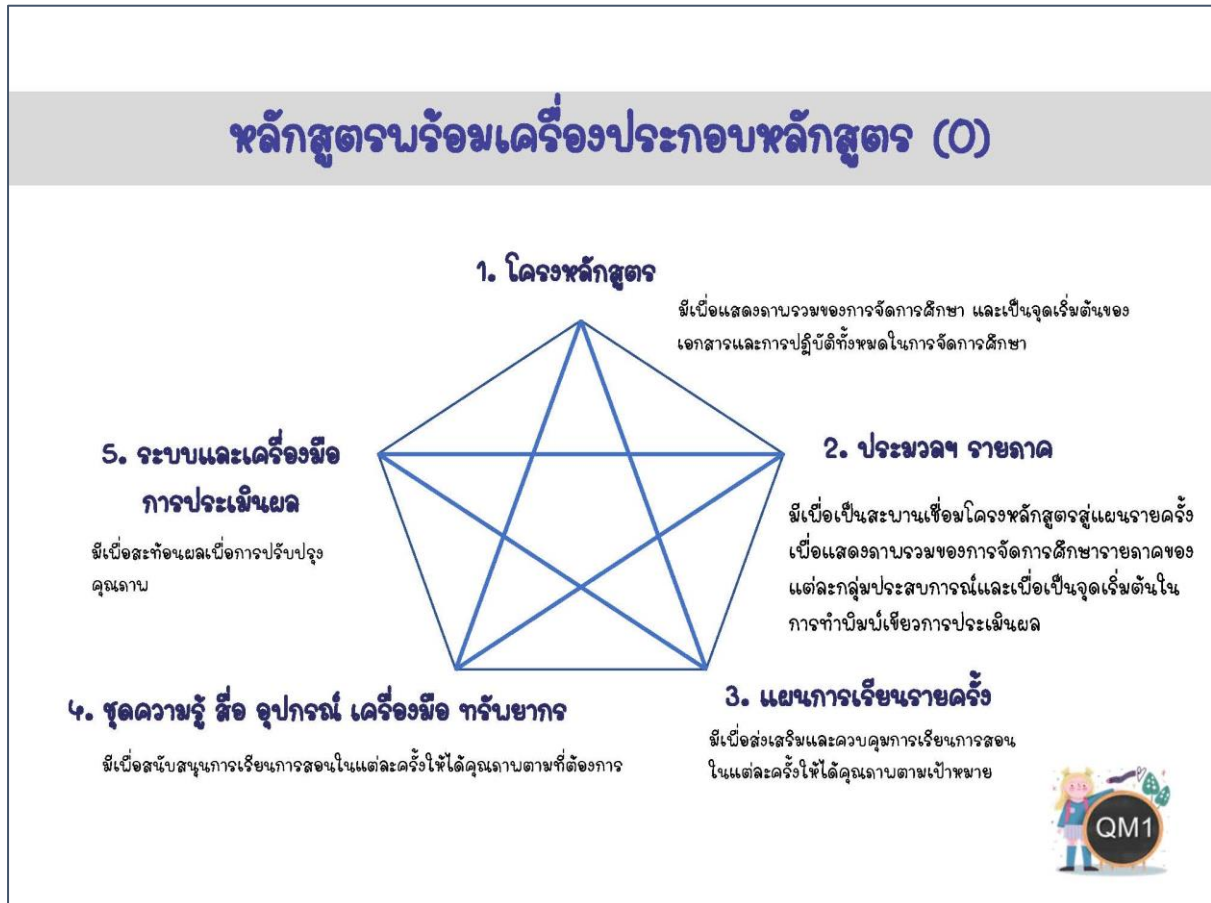 หลักสูตรพร้อมเครื่องประกอบหลักสูตร (O)
1. โครงหลักสูตร
มีเพื่อแสดงภาพรวมของการจัดการศึกษา และเป็นจุดเริ่มต้นของ
เอกสารและการปฏิบัติทั้งหมดในการจัดการศึกษา
2. ประมวลฯ รายภาค
มีเพื่อเป็นสะพานเชื่อมโครงหลักสูตรสู่แผนรายครั้ง
เพื่อแสดงภาพรวมของการจัดการศึกษารายภาคของ
แต่ละกลุ่มประสบการณ์และเพื่อเป็นจุดเริ่มต้นใน
การทำพิมพ์เขียวการประเมินผล
3. แผนการเรียนรายครั้ง
มีเพื่อส่งเสริมและควบคุมการเรียนการสอน
ในแต่ละครั้งให้ได้คุณภาพตามเป้าหมาย
4. ชุดความรู้ สื่อ อุปกรณ์ เครื่องมือ ทรัพยากร
มีเพื่อสนับสนุนการเรียนการสอนในแต่ละครั้งให้ได้คุณภาพตามที่ต้องการ
5. ระบบและเครื่องมือ
การประเมินผล
มีเพื่อสะท้อนผลเพื่อการปรับปรุง
คุณภาพ
QM1